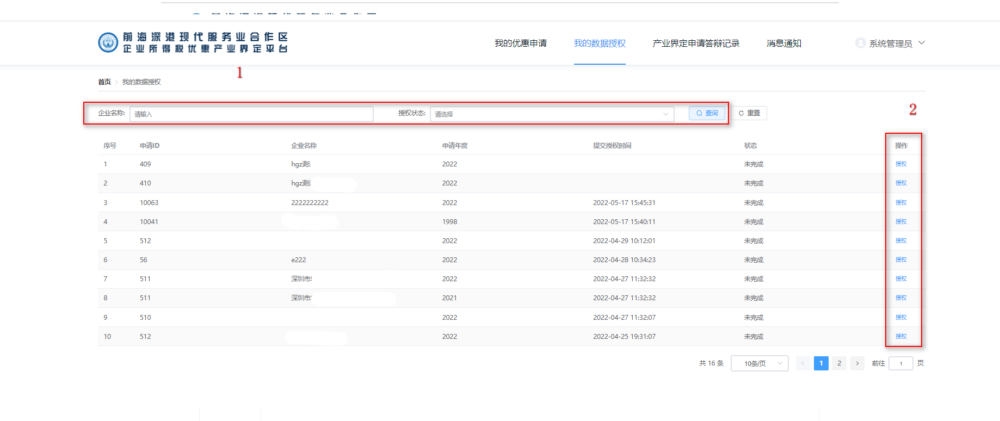 前海深港现代服务业合作区
企业所得税优惠产业界定平台
我的优惠申请 我的数据授权 产业界定申请答辩记录 消息通知 系统管理员
1
首页 > 我的数据授权
2
企业名称: 请输入 授权状态: 请选择 查询 重置
序号 申请ID 企业名称 申请年度 提交授权时间 状态 操作
1 409 hgz测 2022 未完成 授权
2 410 hgz测 2022 未完成 授权
3 10063 2222222222 2022 2022-05-17 15:45:31 未完成 授权
4 10041 1998 2022-05-17 15:40:11 未完成 授权
5 512 2022 2022-04-29 10:12:01 未完成 授权
6 56 e222 2022 2022-04-28 10:34:23 未完成 授权
7 511 深圳市 2022 2022-04-27 11:32:32 未完成 授权
8 511 深圳市 2021 2022-04-27 11:32:32 未完成 授权
9 510 2022 2022-04-27 11:32:07 未完成 授权
10 512 2022 2022-04-25 19:31:07 未完成 授权
共 16 条 10条/页 < 1 2 > 前往 1 页